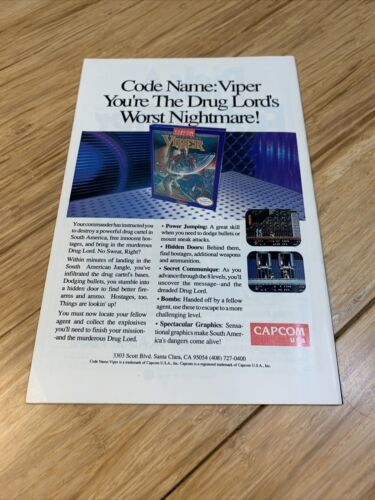 Code Name: Viper
You're The Drug Lord's
Worst Nightmare!
CAPCOM
VIPER
Your commander has instructed you
to destroy a powerful drug cartel in
South America, free innocent hos-
tages, and bring in the murderous
Drug Lord. No Sweat, Right?
Within minutes of landing in the
South American Jungle, you've
infiltrated the drug cartel's bases.
Dodging bullets, you stumble into
a hidden door to find better fire-
arms and ammo. Hostages, too.
Things are lookin' up!
You must now locate your fellow
agent and collect the explosives
you'll need to finish your mission-
-and the murderous Drug Lord.
• Power Jumping: A great skill
when you need to dodge bullets or
mount sneak attacks.
• Hidden Doors: Behind them,
find hostages, additional weapons
and ammunition.
• Secret Communique: As you
advance through the 8 levels, you'll
uncover the message--and the
dreaded Drug Lord.
• Bombs: Handed off by a fellow
agent, use these to escape to a more
challenging level.
• Spectacular Graphics: Sensa-
tional graphics make South Amer-
ica's dangers come alive!
CAPCOM
USA
3303 Scott Blvd. Santa Clara, CA 95054 (408) 727-0400
Code Name Viper is a trademark of Capcom U.S.A., Inc. Capcom is a registered trademark of Capcom U.S.A., Inc.